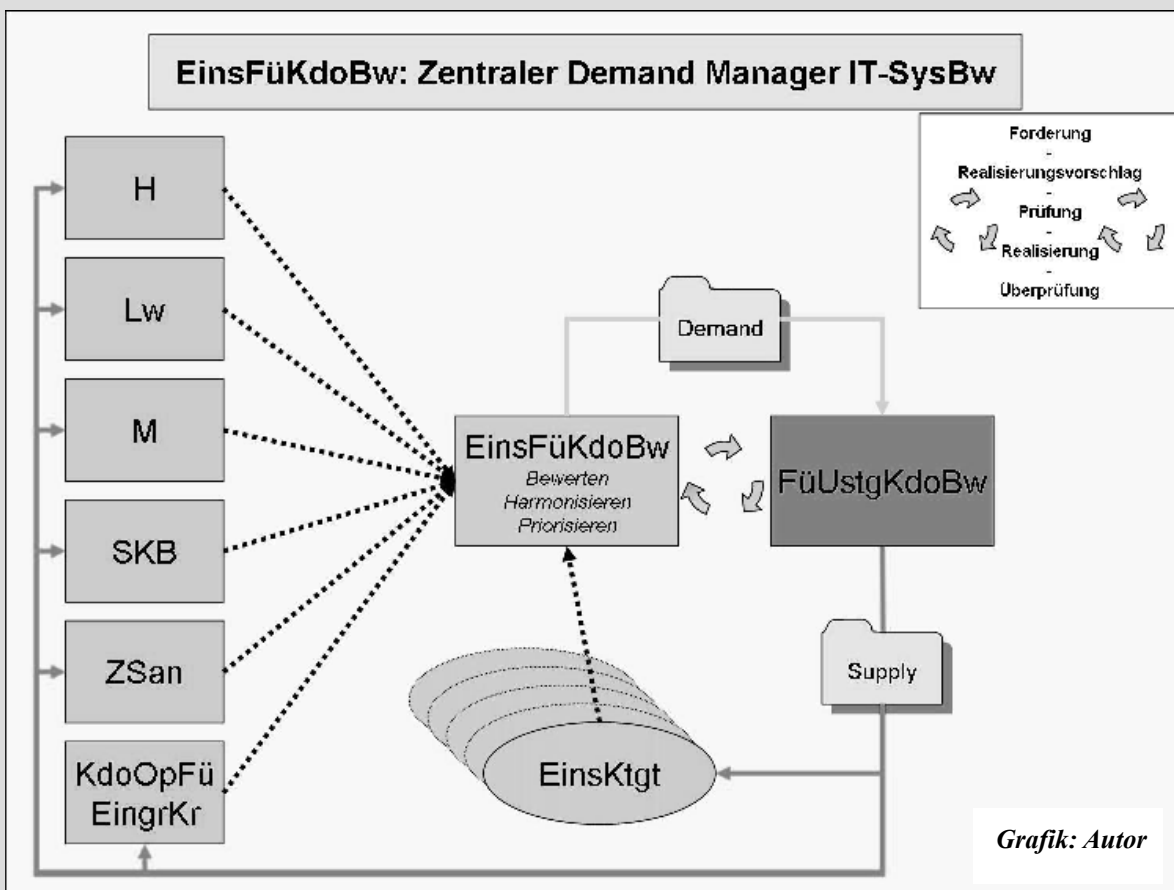 EinsFüKdoBw: Zentraler Demand Manager IT-SysBw
Forderung
-
Realisierungsvorschlag
-
Prüfung
-
Realisierung
-
Überprüfung
H
Lw
M
SKB
ZSan
KdoOpFü
EingrKr
Demand
EinsFüKdoBw
Bewerten
Harmonisieren
Priorisieren
FüUstgKdoBw
Supply
EinsKtgt
Grafik: Autor